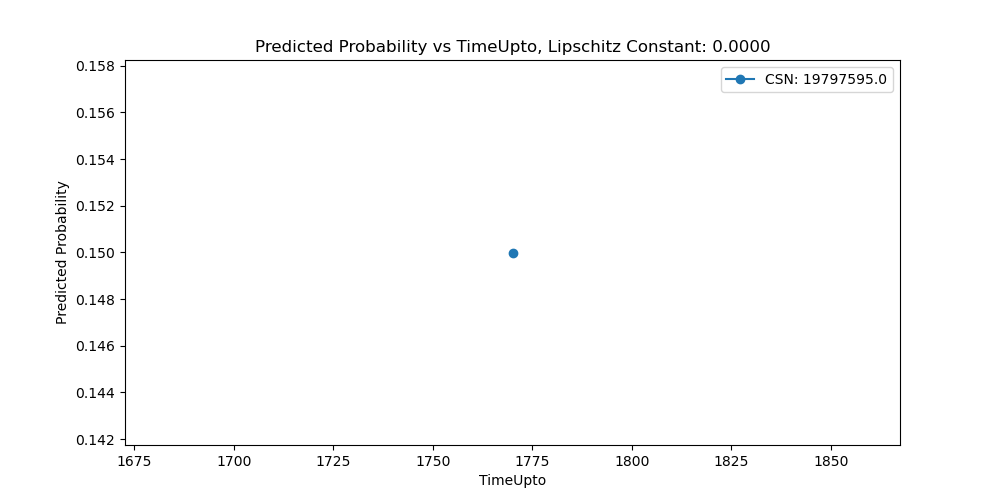 Predicted Probability vs TimeUpto, Lipschitz Constant: 0.0000
CSN: 19797595.0
Predicted Probability
0.158
0.156
0.154
0.152
0.150
0.148
0.146
0.144
0.142
1675 1700 1725 1750 1775 1800 1825 1850
TimeUpto